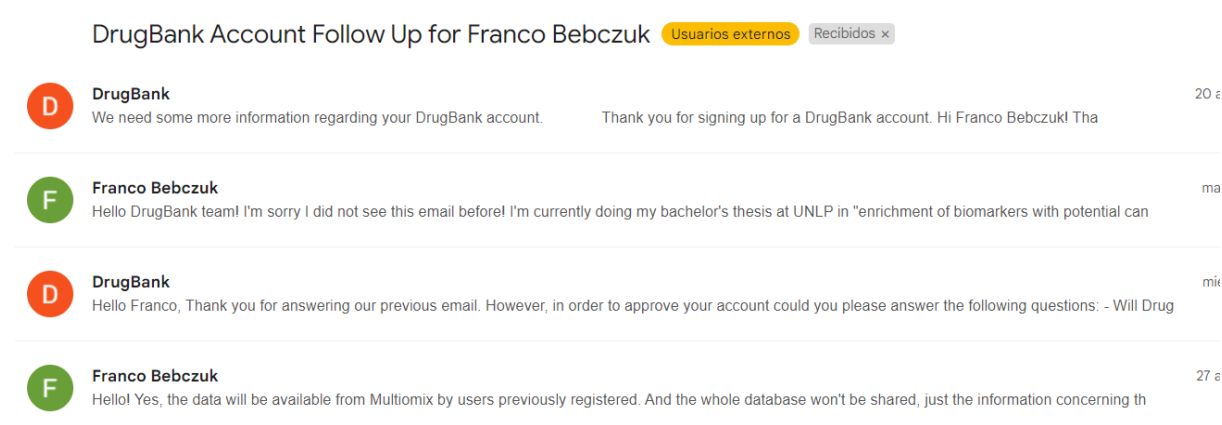 DrugBank Account Follow Up for Franco Bebczuk Usuarios externos Recibidos ×
D
DrugBank 20 a
We need some more information regarding your DrugBank account. Thank you for signing up for a DrugBank account. Hi Franco Bebczuk! Tha
F
Franco Bebczuk ma
Hello DrugBank team! I'm sorry I did not see this email before! I'm currently doing my bachelor's thesis at UNLP in "enrichment of biomarkers with potential can
D
DrugBank mie
Hello Franco, Thank you for answering our previous email. However, in order to approve your account could you please answer the following questions: - Will Drug
F
Franco Bebczuk 27 a
Hello! Yes, the data will be available from Multiomix by users previously registered. And the whole database won't be shared, just the information concerning th